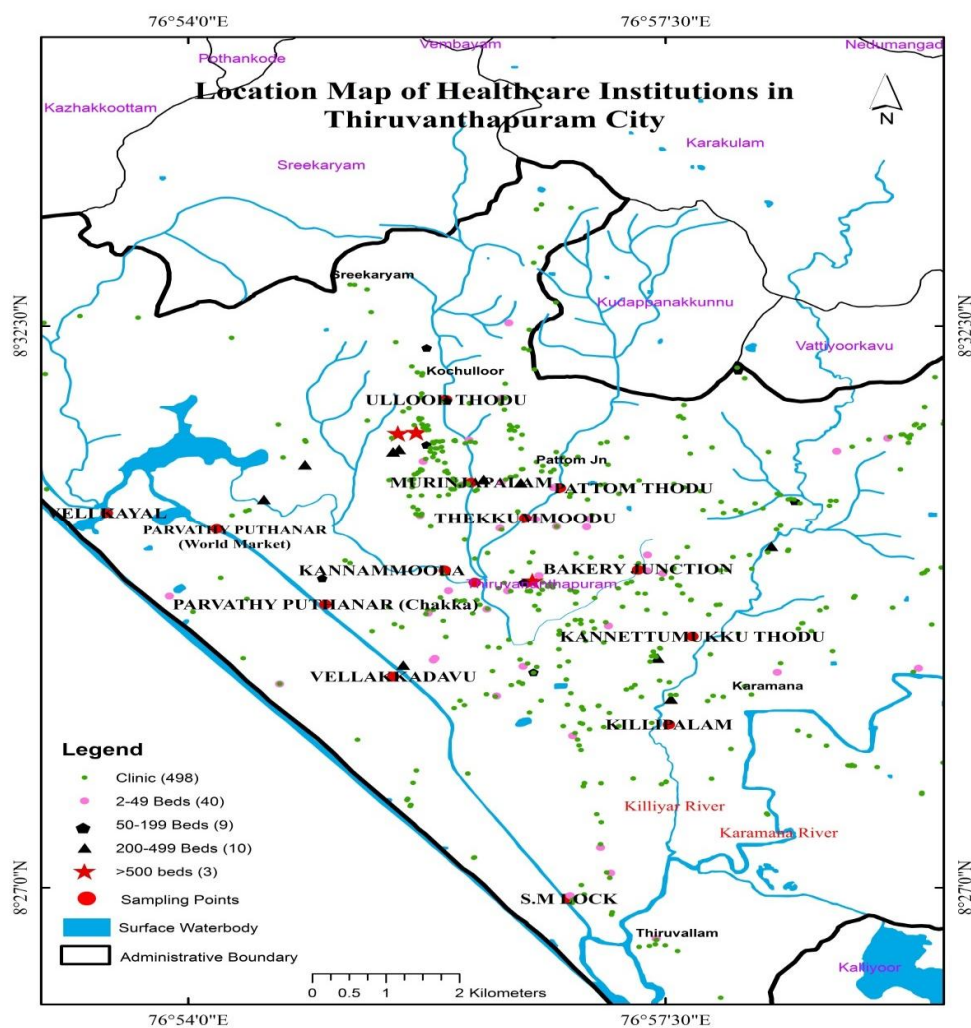 76°54'0"E
76°57'30"E
Vembayam
Nedumangad
Pothankode
Location Map of Healthcare Institutions in
Thiruvanthapuram City
Kazhakkoottam
N
Karakulam
Sreekaryam
Sreekaryam
Kudappanakkunnu
8°32'30"N
8°32'30"N
Vattiyoorkavu
Kochulloor
ULLOOR THODU
Pattom Jn
MURINJAPALAM
PATTOM THODU
VELI KAYAL
THEKKUMMOODU
PARVATHY PUTHANAR
(World Market)
KANNAMMOOLA
BAKERY JUNCTION
Thiruvananthapuram
PARVATHY PUTHANAR (Chakka)
KANNETTUMUKKU THODU
VELLAKKADAVU
Karamana
KILLIPALAM
Legend
Clinic (498)
2-49 Beds (40)
50-199 Beds (9)
200-499 Beds (10)
>500 beds (3)
Sampling Points
Surface Waterbody
Administrative Boundary
Killiyar River
Karamana River
8°27'0"N
8°27'0"N
S.M LOCK
Thiruvallam
Kalliyoor
0 0.5 1 2 Kilometers
76°54'0"E
76°57'30"E